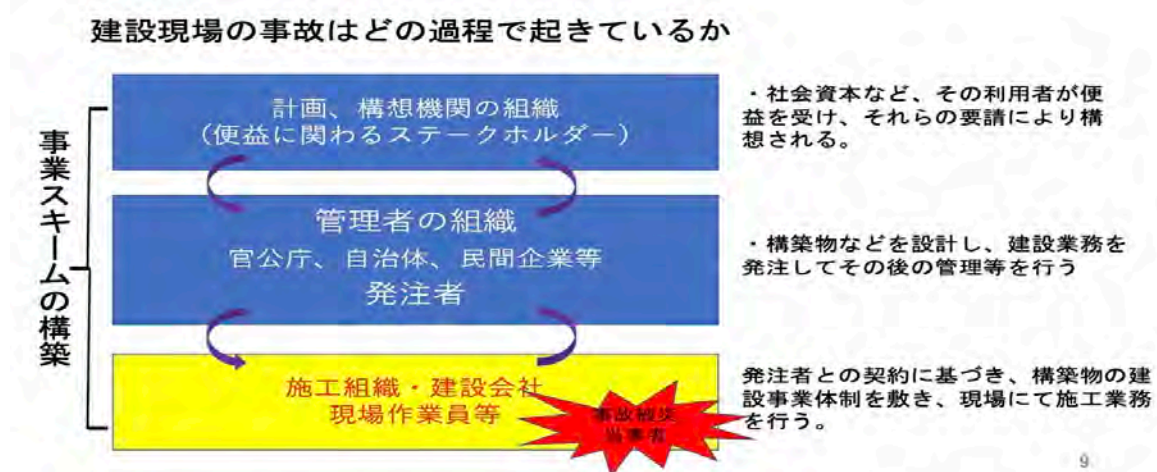 建設現場の事故はどの過程で起きているか
事業スキームの構築
計画、構想機関の組織
（便益に関わるステークホルダー）
・社会資本など、その利用者が便
益を受け、それらの要請により構
想される。
管理者の組織
官公庁、自治体、民間企業等
発注者
・構築物などを設計し、建設業務を
発注してその後の管理等を行う
施工組織・建設会社
現場作業員等
事故被災
当事者
発注者との契約に基づき、構築物の建
設事業体制を敷き、現場にて施工業務
を行う。
9